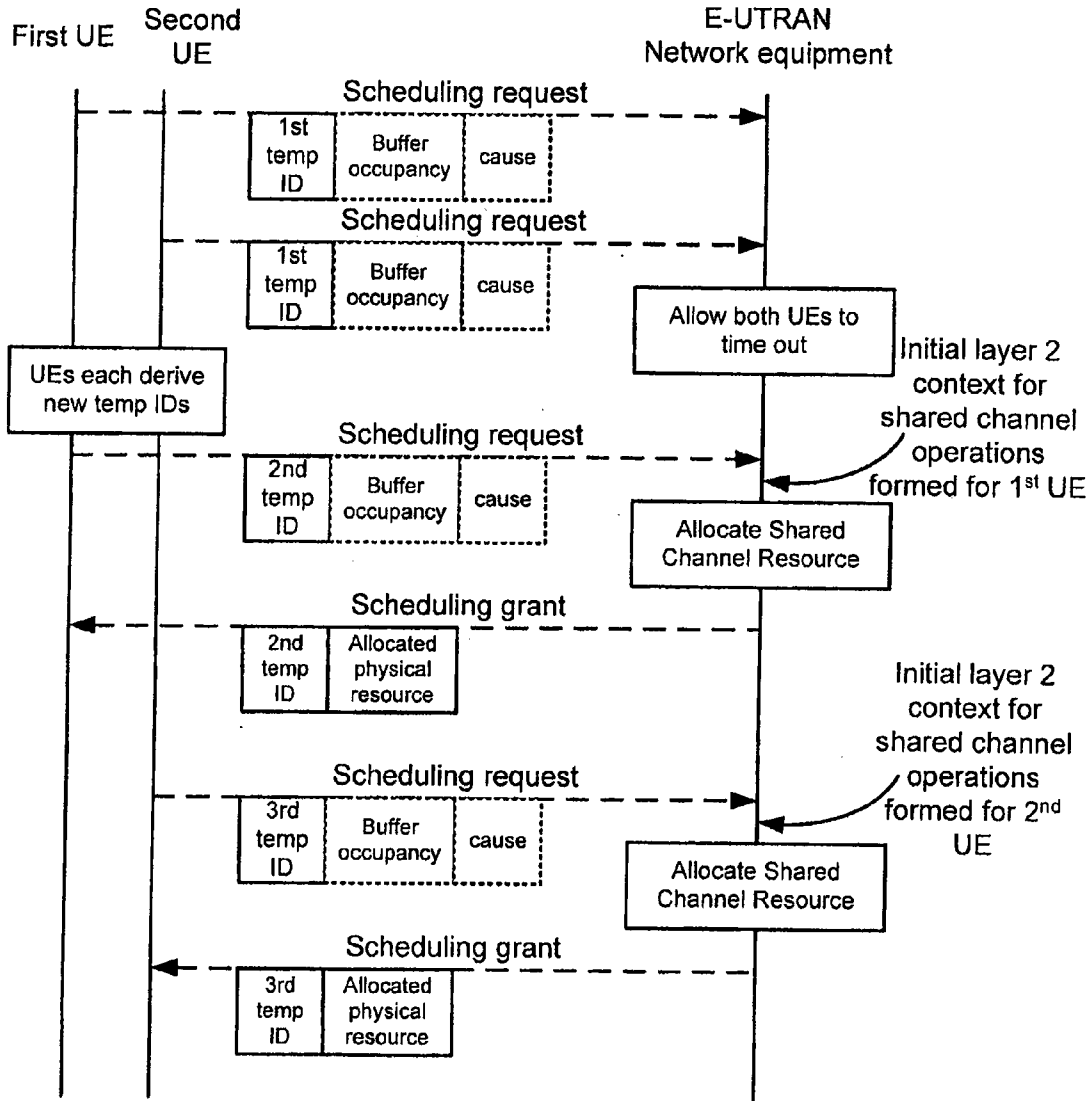 First UE
Second
UE
E-UTRAN
Network equipment
Scheduling request
1st
temp
ID
Buffer
occupancy
cause
Scheduling request
1st
temp
ID
Buffer
occupancy
cause
Allow both UEs to
time out
UEs each derive
new temp IDs
Initial layer 2
context for
shared channel
operations
formed for 1st UE
Scheduling request
2nd
temp
ID
Buffer
occupancy
cause
Allocate Shared
Channel Resource
Scheduling grant
2nd
temp
ID
Allocated
physical
resource
Initial layer 2
context for
shared channel
operations
formed for 2nd
UE
Scheduling request
3rd
temp
ID
Buffer
occupancy
cause
Allocate Shared
Channel Resource
Scheduling grant
3rd
temp
ID
Allocated
physical
resource